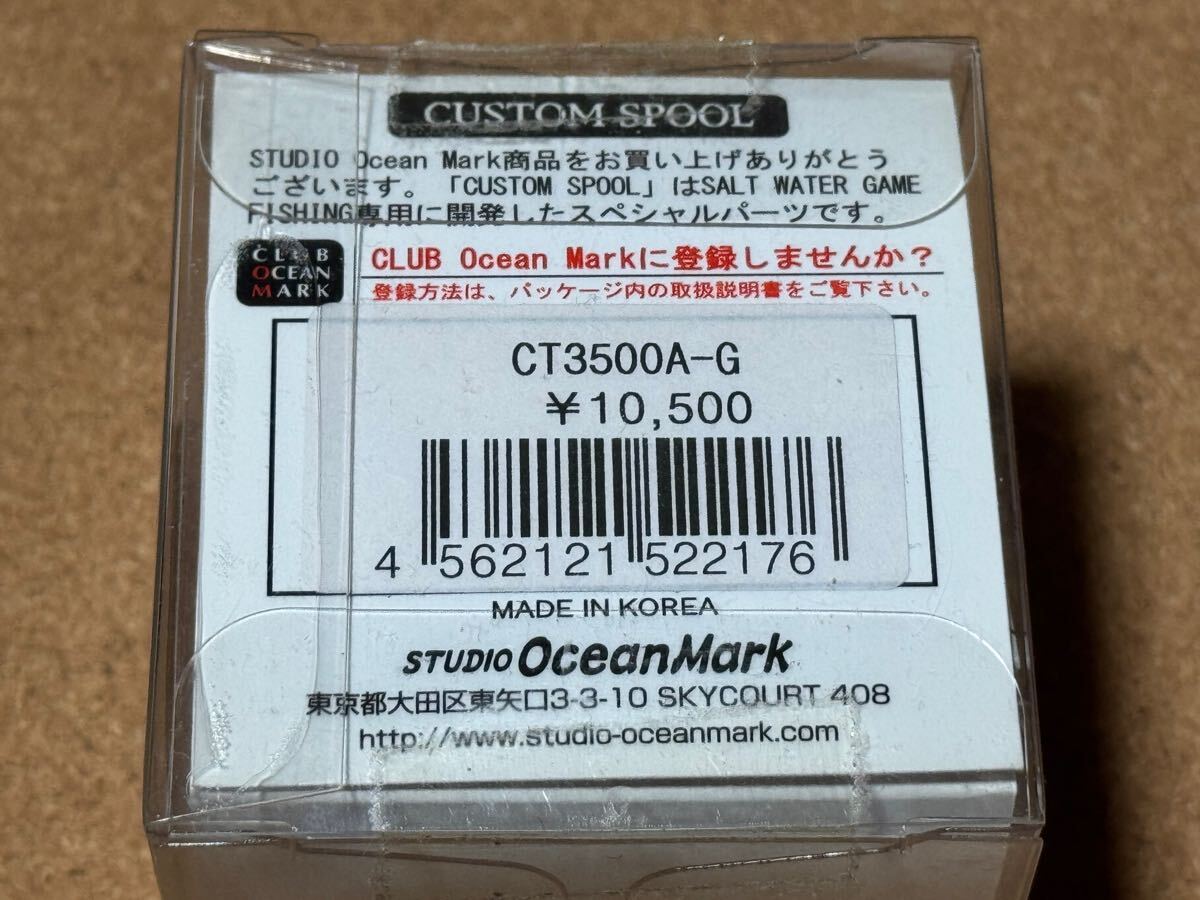 CUSTOM SPOOL
STUDIO Ocean Mark商品をお買い上げありがとう
ございます。「CUSTOM SPOOL」はSALT WATER GAME
FISHING専用に開発したスペシャルパーツです。
CLUB
OCEAN
MARK
CLUB Ocean Markに登録しませんか？
登録方法は、パッケージ内の取扱説明書をご覧下さい。
CT3500A-G
¥10,500
4 562121 522176
MADE IN KOREA
STUDIO OceanMark
東京都大田区東矢口3-3-10 SKYCOURT 408
http://www.studio-oceanmark.com